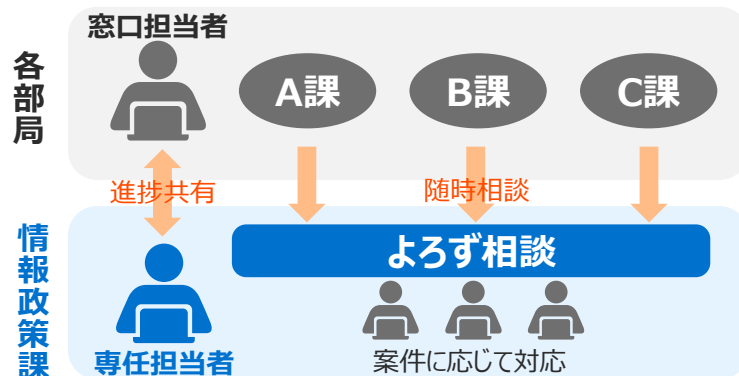 各部局
窓口担当者
A課
B課
C課
進捗共有
随時相談
情報政策課
よろず相談
専任担当者
案件に応じて対応